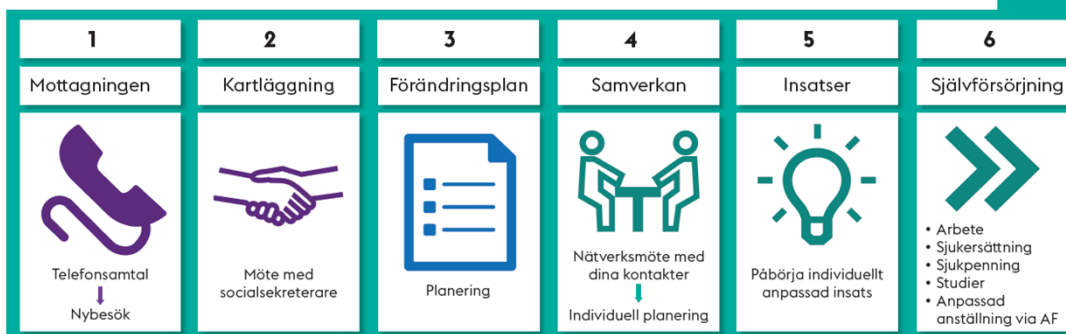 1
Mottagningen
Telefonsamtal
Nybesök
2
Kartläggning
Möte med
socialsekreterare
3
Förändringsplan
Planering
4
Samverkan
Nätverksmöte med
dina kontakter
Individuell planering
5
Insatser
Påbörja individuellt
anpassad insats
6
Självförsörjning
• Arbete
• Sjukersättning
• Sjukpenning
• Studier
• Anpassad
anställning via AF